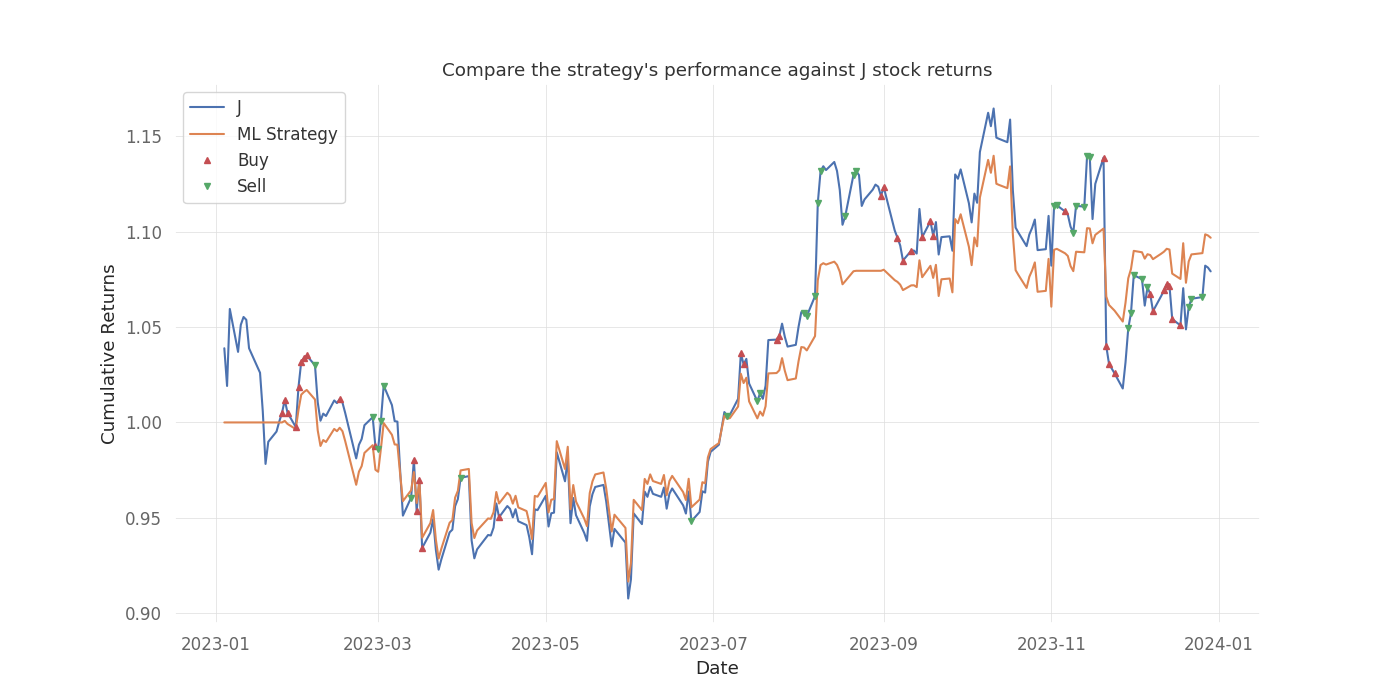 Compare the strategy's performance against J stock returns
J
ML Strategy
Buy
Sell
Cumulative Returns
1.15
1.10
1.05
1.00
0.95
0.90
2023-01 2023-03 2023-05 2023-07 2023-09 2023-11 2024-01
Date